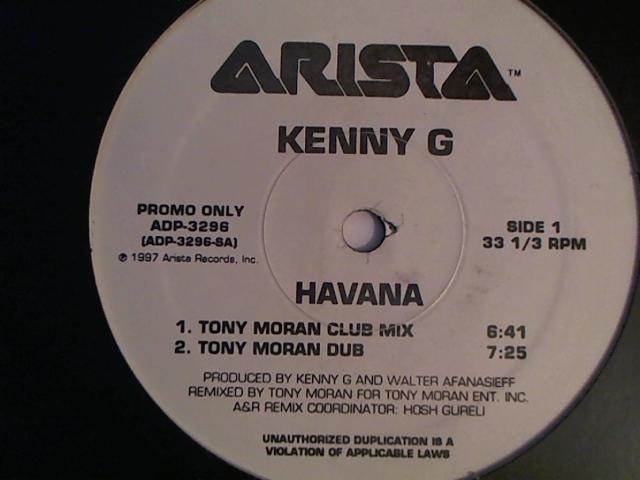 ARISTA™
KENNY G
PROMO ONLY
ADP-3296
(ADP-3296-SA)
℗ 1997 Arista Records, Inc.
SIDE 1
33 1/3 RPM
HAVANA
1. TONY MORAN CLUB MIX 6:41
2. TONY MORAN DUB 7:25
PRODUCED BY KENNY G AND WALTER AFANASIEFF
REMIXED BY TONY MORAN FOR TONY MORAN ENT. INC.
A&R REMIX COORDINATOR: HOSH GURELI
UNAUTHORIZED DUPLICATION IS A
VIOLATION OF APPLICABLE LAWS